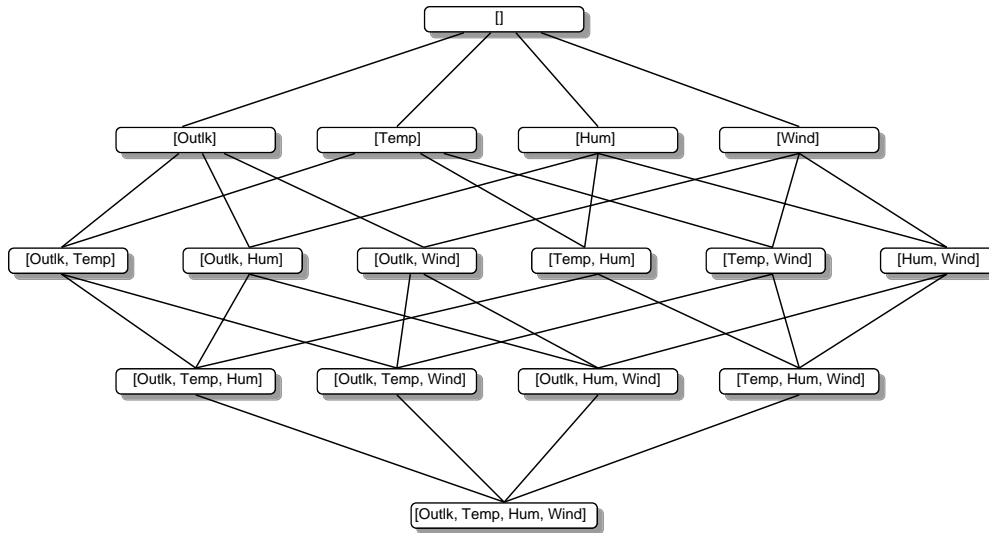 []
[Outlk]
[Temp]
[Hum]
[Wind]
[Outlk, Temp]
[Outlk, Hum]
[Outlk, Wind]
[Temp, Hum]
[Temp, Wind]
[Hum, Wind]
[Outlk, Temp, Hum]
[Outlk, Temp, Wind]
[Outlk, Hum, Wind]
[Temp, Hum, Wind]
[Outlk, Temp, Hum, Wind]